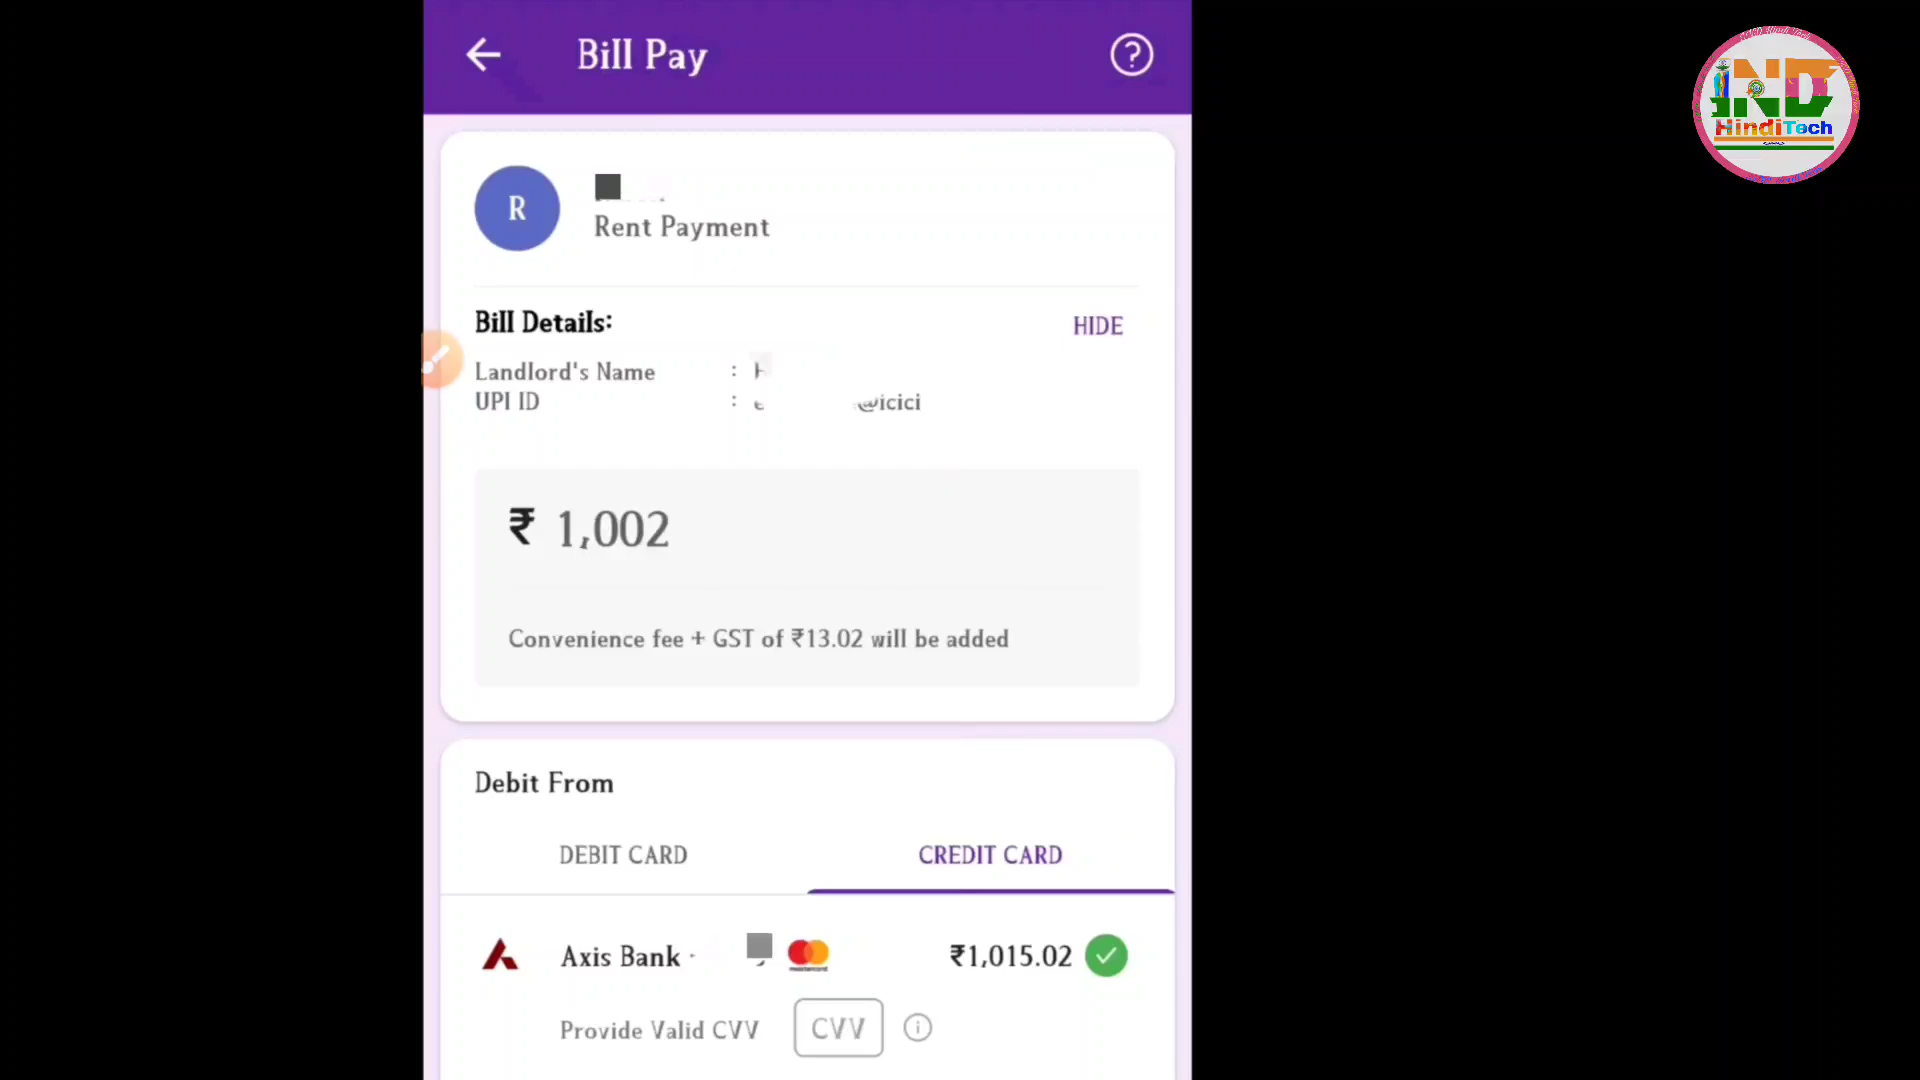 Bill Pay
IND
HindiTech
R
Rent Payment
Bill Details:
HIDE
Landlord's Name :
UPI ID : @icici
₹ 1,002
Convenience fee + GST of ₹13.02 will be added
Debit From
DEBIT CARD
CREDIT CARD
Axis Bank
mastercard
₹1,015.02
Provide Valid CVV
CVV